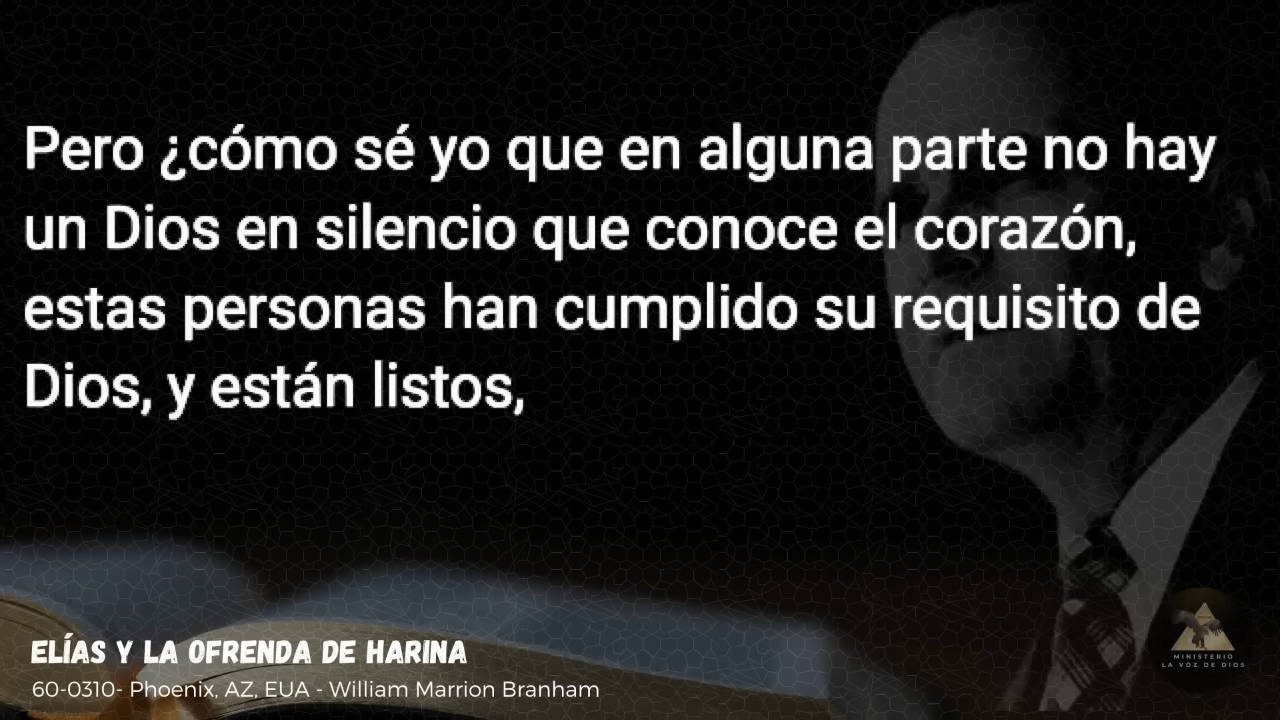 Pero ¿cómo sé yo que en alguna parte no hay
un Dios en silencio que conoce el corazón,
estas personas han cumplido su requisito de
Dios, y están listos,
ELÍAS Y LA OFRENDA DE HARINA
60-0310- Phoenix, AZ, EUA - William Marrion Branham
MINISTERIO
LA VOZ DE DIOS